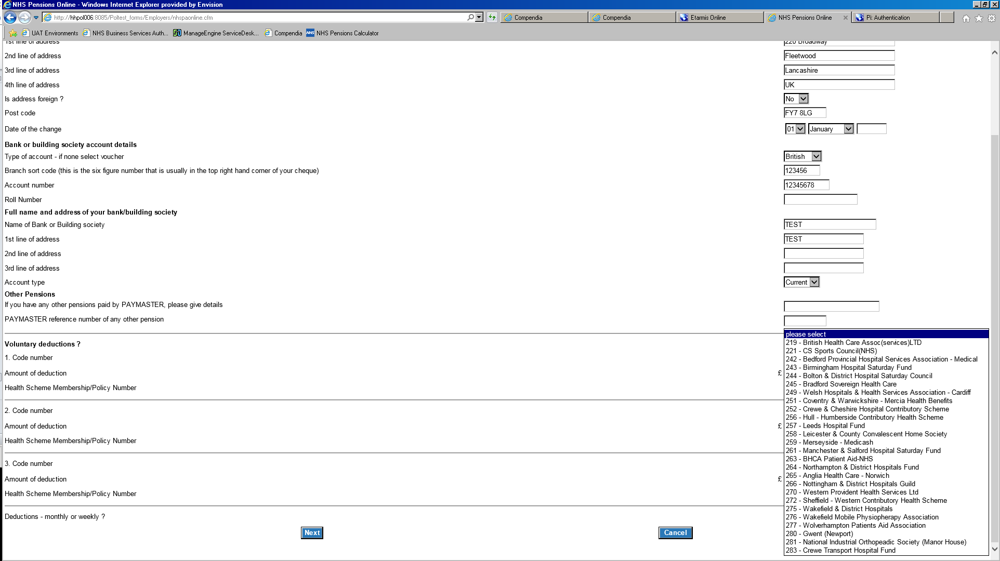 NHS Pensions Online - Windows Internet Explorer provided by Envision
http://hhpol006:8085/Poltest_forms/Employers/nhspaonline.cfm
Compendia
Compendia
Etarmis Online
NHS Pensions Online
Pi: Authentication
UAT Environments
NHS Business Services Auth...
ManageEngine ServiceDesk...
Compendia
NHS Pensions Calculator
1st line of address 220 Broadway
2nd line of address Fleetwood
3rd line of address Lancashire
4th line of address UK
Is address foreign ? No
Post code FY7 8LG
Date of the change 01 January
Bank or building society account details
Type of account - if none select voucher British
Branch sort code (this is the six figure number that is usually in the top right hand corner of your cheque) 123456
Account number 12345678
Roll Number
Full name and address of your bank/building society
Name of Bank or Building society TEST
1st line of address TEST
2nd line of address
3rd line of address
Account type Current
Other Pensions
If you have any other pensions paid by PAYMASTER, please give details
PAYMASTER reference number of any other pension
Voluntary deductions ?
1. Code number
Amount of deduction £
Health Scheme Membership/Policy Number
2. Code number
Amount of deduction £
Health Scheme Membership/Policy Number
3. Code number
Amount of deduction £
Health Scheme Membership/Policy Number
Deductions - monthly or weekly ?
Next
Cancel
please select
219 - British Health Care Assoc(services)LTD
221 - CS Sports Council(NHS)
242 - Bedford Provincial Hospital Services Association - Medical
243 - Birmingham Hospital Saturday Fund
244 - Bolton & District Hospital Saturday Council
245 - Bradford Sovereign Health Care
249 - Welsh Hospitals & Health Services Association - Cardiff
251 - Coventry & Warwickshire - Mercia Health Benefits
252 - Crewe & Cheshire Hospital Contributory Scheme
256 - Hull - Humberside Contributory Health Scheme
257 - Leeds Hospital Fund
258 - Leicester & County Convalescent Home Society
259 - Merseyside - Medicash
261 - Manchester & Salford Hospital Saturday Fund
263 - BHCA Patient Aid-NHS
264 - Northampton & District Hospitals Fund
265 - Anglia Health Care - Norwich
266 - Nottingham & District Hospitals Guild
270 - Western Provident Health Services Ltd
272 - Sheffield - Western Contributory Health Scheme
275 - Wakefield & District Hospitals
276 - Wakefield Mobile Physiopherapy Association
277 - Wolverhampton Patients Aid Association
280 - Gwent (Newport)
281 - National Industrial Orthopeadic Society (Manor House)
283 - Crewe Transport Hospital Fund